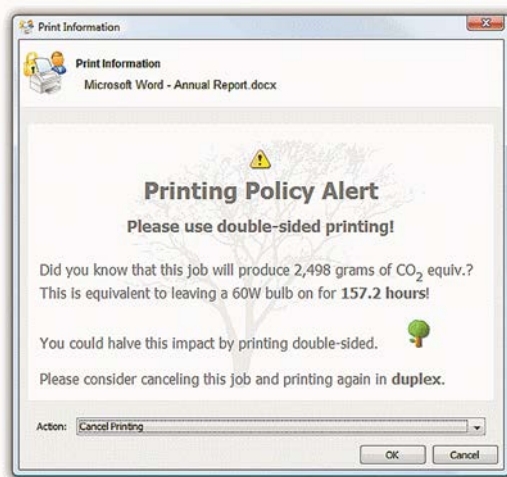 Print Information
Print Information
Microsoft Word - Annual Report.docx
Printing Policy Alert
Please use double-sided printing!
Did you know that this job will produce 2,498 grams of CO₂ equiv.?
This is equivalent to leaving a 60W bulb on for 157.2 hours!
You could halve this impact by printing double-sided.
Please consider canceling this job and printing again in duplex.
Action: Cancel Printing
OK Cancel